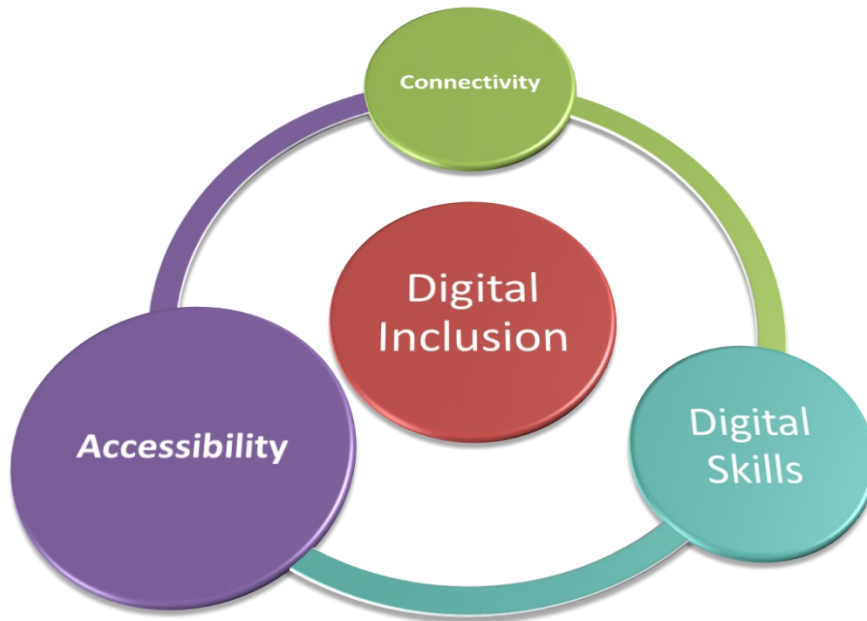 Connectivity
Digital
Inclusion
Accessibility
Digital
Skills